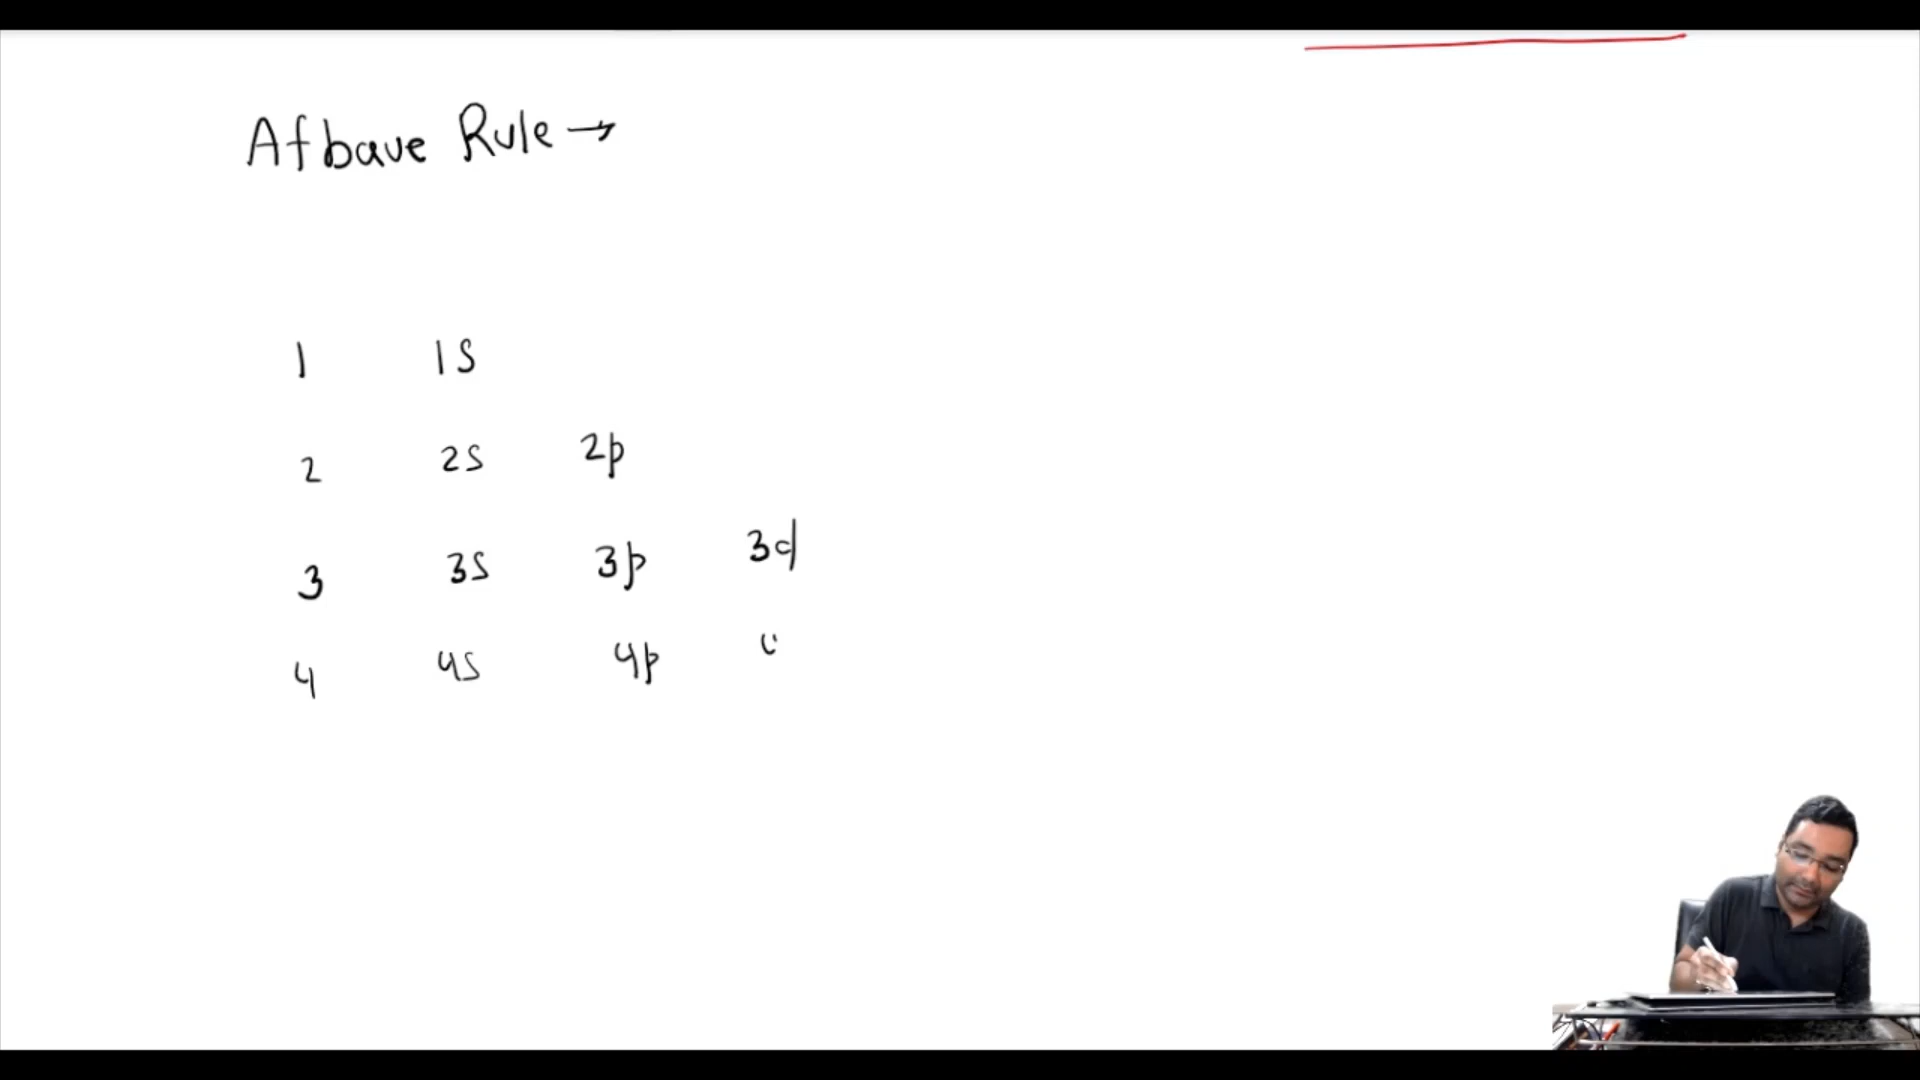 Afbaue Rule →
1 1s
2 2s 2p
3 3s 3p 3d
4 4s 4p